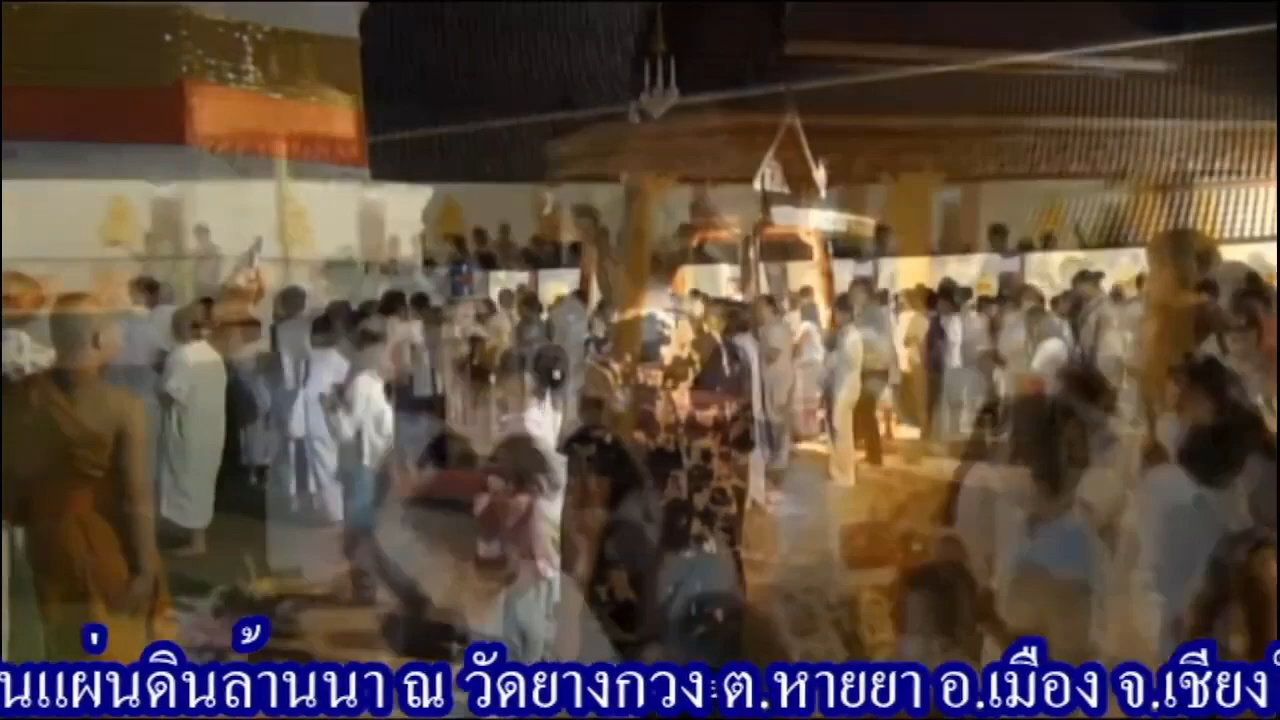 นแผ่นดินล้านนา ณ วัดยางกวง ต.หายยา อ.เมือง จ.เชียงใ